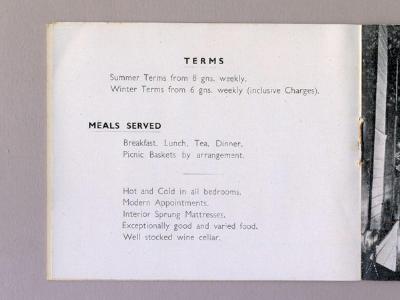 TERMS
Summer Terms from 8 gns. weekly.
Winter Terms from 6 gns. weekly (inclusive Charges).
MEALS SERVED
Breakfast, Lunch, Tea, Dinner.
Picnic Baskets by arrangement.
Hot and Cold in all bedrooms.
Modern Appointments.
Interior Sprung Mattresses.
Exceptionally good and varied food.
Well stocked wine cellar.